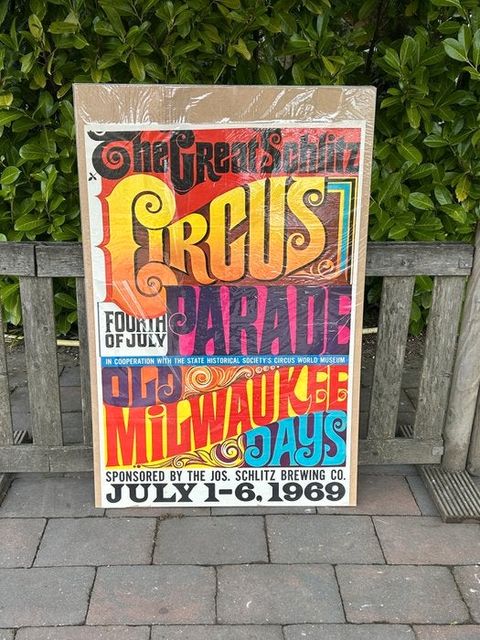 The Great Schlitz
CIRCUS
PARADE
FOURTH
OF JULY
IN COOPERATION WITH THE STATE HISTORICAL SOCIETY'S CIRCUS WORLD MUSEUM
OLD
MILWAUKEE
DAYS
SPONSORED BY THE JOS. SCHLITZ BREWING CO.
JULY 1-6, 1969